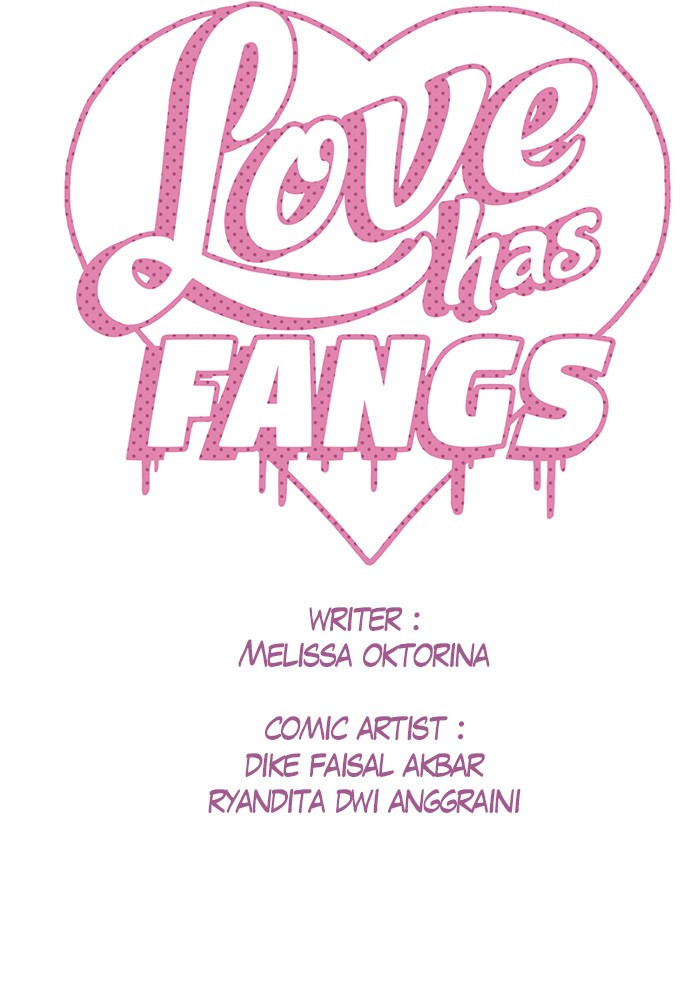 Love
has
FANGS
WRITER :
MELISSA OKTORINA
COMIC ARTIST :
DIKE FAISAL AKBAR
RYANDITA DWI ANGGRAINI